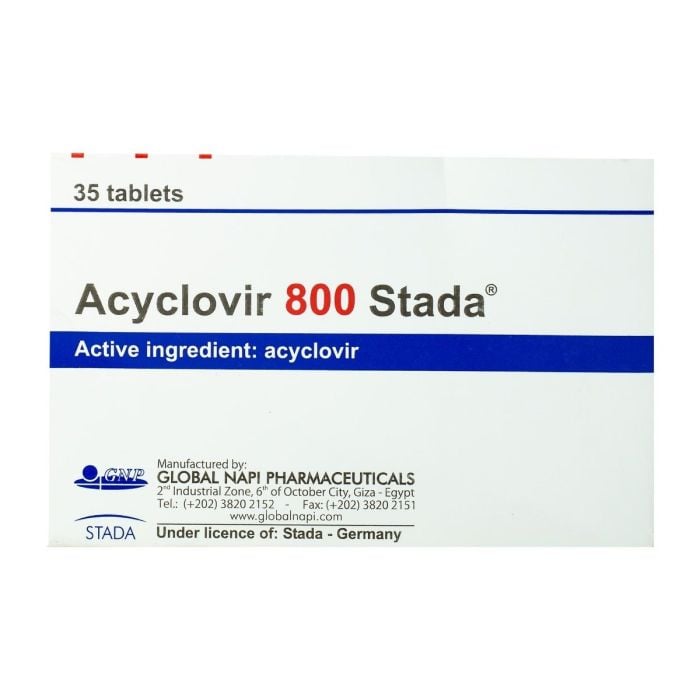 35 tablets
Acyclovir 800 Stada®
Active ingredient: acyclovir
GNP
Manufactured by:
GLOBAL NAPI PHARMACEUTICALS
2nd Industrial Zone, 6th of October City, Giza - Egypt
Tel.: (+202) 3820 2152 - Fax: (+202) 3820 2151
www.globalnapi.com
STADA
Under licence of: Stada - Germany